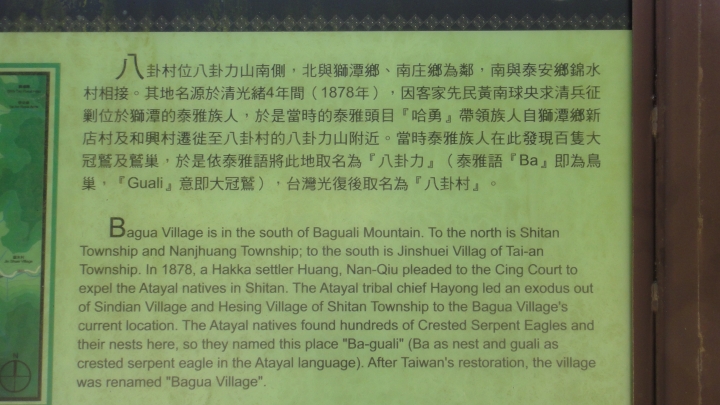 八卦村位八卦力山南側，北與獅潭鄉、南庄鄉為鄰，南與泰安鄉錦水
村相接。其地名源於清光緒4年間（1878年），因客家先民黃南球央求清兵征
剿位於獅潭的泰雅族人，於是當時的泰雅頭目『哈勇』帶領族人自獅潭鄉新
店村及和興村遷徙至八卦村的八卦力山附近。當時泰雅族人在此發現百隻大
冠鷲及鷲巢，於是依泰雅語將此地取名為『八卦力』（泰雅語『Ba』即為鳥
巢，『Guali』意即大冠鷲），台灣光復後取名為『八卦村』。
Bagua Village is in the south of Baguali Mountain. To the north is Shitan
Township and Nanjhuang Township; to the south is Jinshuei Villag of Tai-an
Township. In 1878, a Hakka settler Huang, Nan-Qiu pleaded to the Cing Court to
expel the Atayal natives in Shitan. The Atayal tribal chief Hayong led an exodus out
of Sindian Village and Hesing Village of Shitan Township to the Bagua Village's
current location. The Atayal natives found hundreds of Crested Serpent Eagles and
their nests here, so they named this place "Ba-guali" (Ba as nest and guali as
crested serpent eagle in the Atayal language). After Taiwan's restoration, the village
was renamed "Bagua Village".